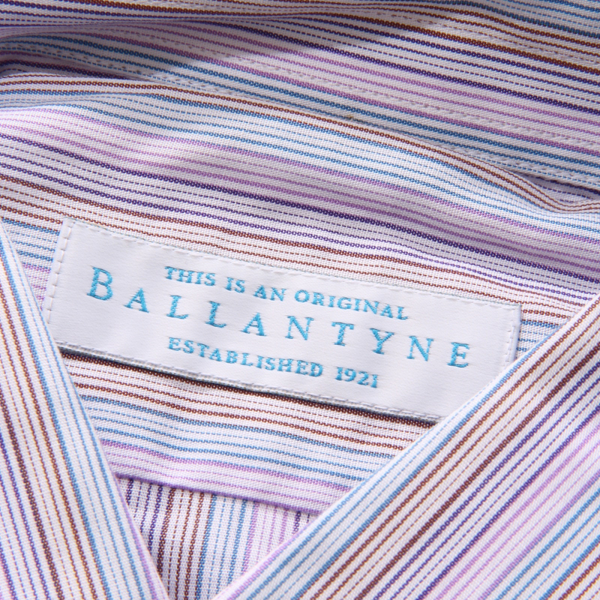 THIS IS AN ORIGINAL
BALLANTYNE
ESTABLISHED 1921